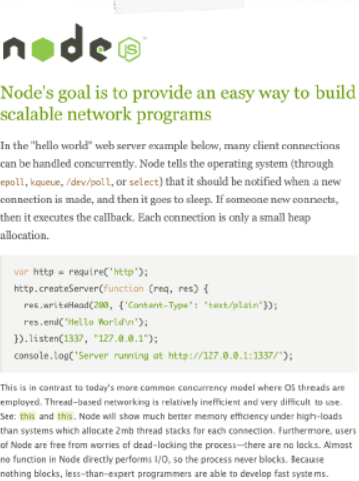 node JS ™
Node's goal is to provide an easy way to build
scalable network programs
In the "hello world" web server example below, many client connections
can be handled concurrently. Node tells the operating system (through
epoll, kqueue, /dev/poll, or select) that it should be notified when a new
connection is made, and then it goes to sleep. If someone new connects,
then it executes the callback. Each connection is only a small heap
allocation.
var http = require('http');
http.createServer(function (req, res) {
res.writeHead(200, {'Content-Type': 'text/plain'});
res.end('Hello World\n');
}).listen(1337, "127.0.0.1");
console.log('Server running at http://127.0.0.1:1337/');
This is in contrast to today's more common concurrency model where OS threads are
employed. Thread-based networking is relatively inefficient and very difficult to use.
See: this and this. Node will show much better memory efficiency under high-loads
than systems which allocate 2mb thread stacks for each connection. Furthermore, users
of Node are free from worries of dead-locking the process—there are no locks. Almost
no function in Node directly performs I/O, so the process never blocks. Because
nothing blocks, less-than-expert programmers are able to develop fast systems.